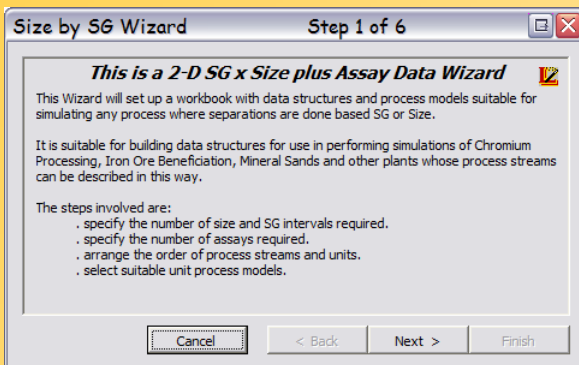 Size by SG Wizard Step 1 of 6
This is a 2-D SG x Size plus Assay Data Wizard
This Wizard will set up a workbook with data structures and process models suitable for
simulating any process where separations are done based SG or Size.
It is suitable for building data structures for use in performing simulations of Chromium
Processing, Iron Ore Beneficiation, Mineral Sands and other plants whose process streams
can be described in this way.
The steps involved are:
. specify the number of size and SG intervals required.
. specify the number of assays required.
. arrange the order of process streams and units.
. select suitable unit process models.
Cancel < Back Next > Finish